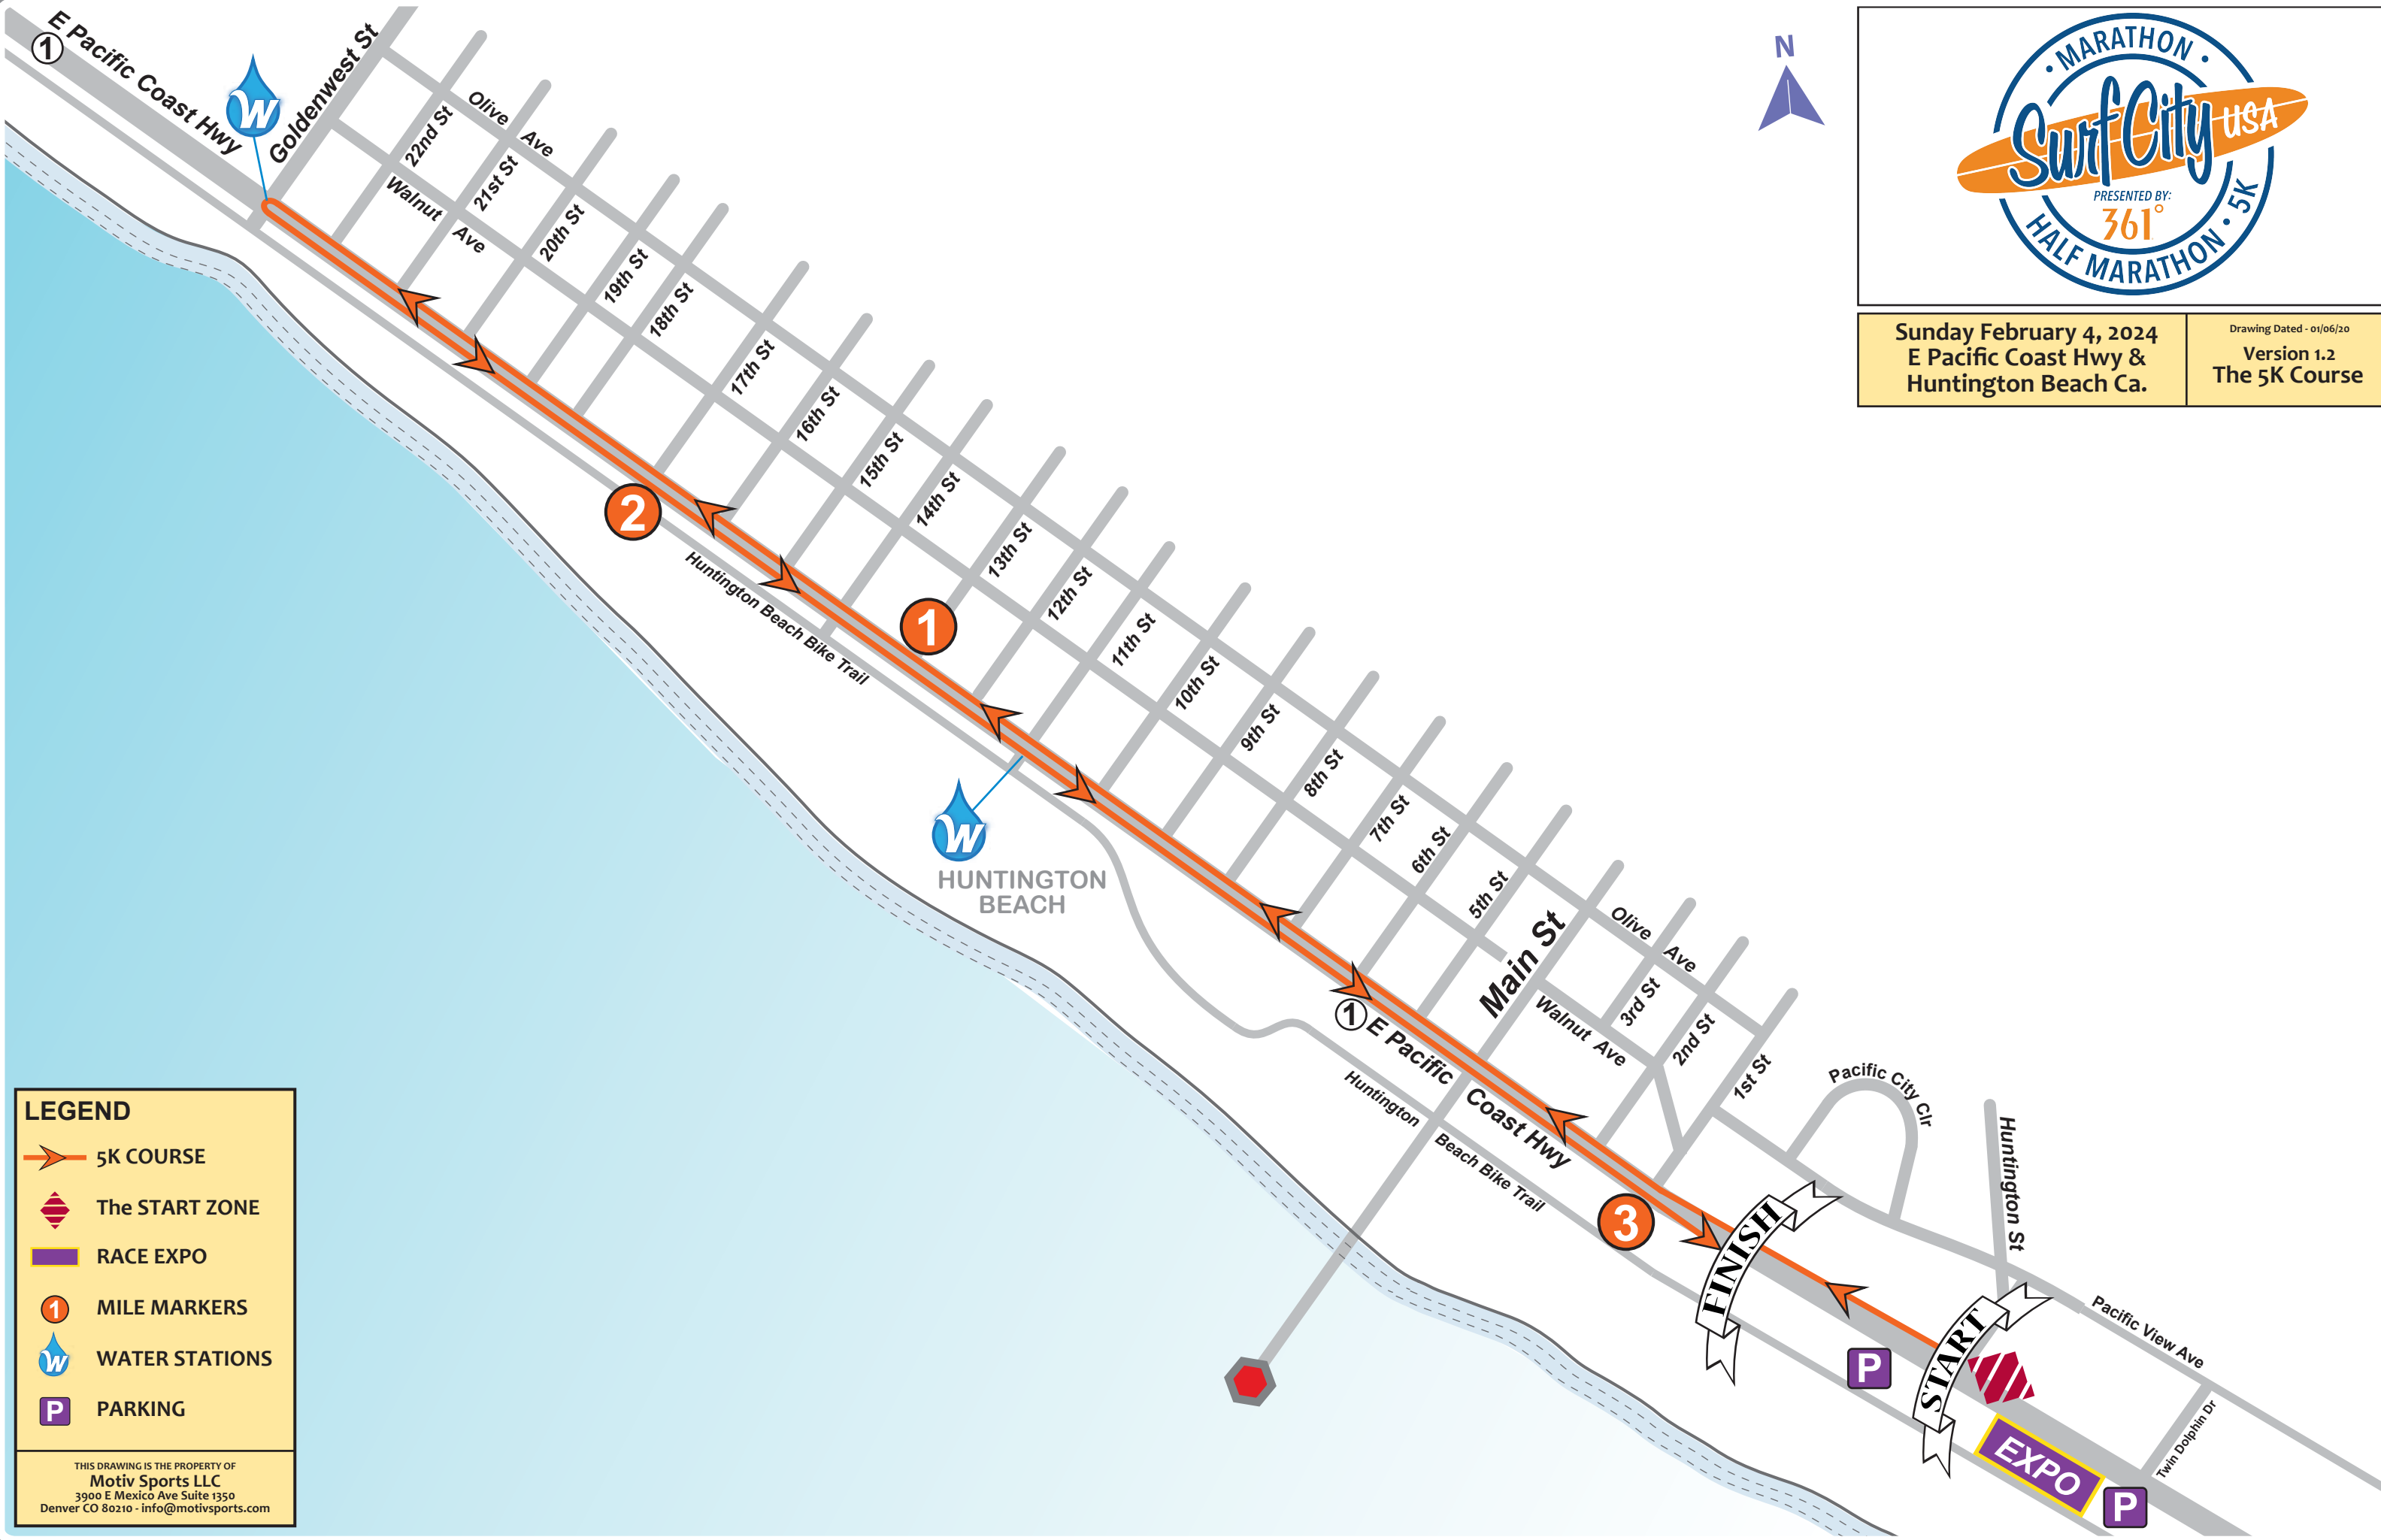 E Pacific Coast Hwy
1
Goldenwest St
W
22nd St
21st St
20th St
19th St
18th St
17th St
16th St
15th St
14th St
13th St
12th St
11th St
10th St
9th St
8th St
7th St
6th St
5th St
Main St
3rd St
2nd St
1st St
Olive Ave
Walnut Ave
Olive Ave
Walnut Ave
Pacific City Clr
Huntington St
Pacific View Ave
Twin Dolphin Dr
2
1
3
Huntington Beach Bike Trail
W
HUNTINGTON
BEACH
1
E Pacific Coast Hwy
Huntington Beach Bike Trail
FINISH
START
P
EXPO
P
N
• MARATHON •
Surf City USA
PRESENTED BY:
361°
HALF MARATHON • 5K
Sunday February 4, 2024
E Pacific Coast Hwy &
Huntington Beach Ca.
Drawing Dated - 01/06/20
Version 1.2
The 5K Course
LEGEND
5K COURSE
The START ZONE
RACE EXPO
1 MILE MARKERS
W WATER STATIONS
P PARKING
THIS DRAWING IS THE PROPERTY OF
Motiv Sports LLC
3900 E Mexico Ave Suite 1350
Denver CO 80210 - info@motivsports.com